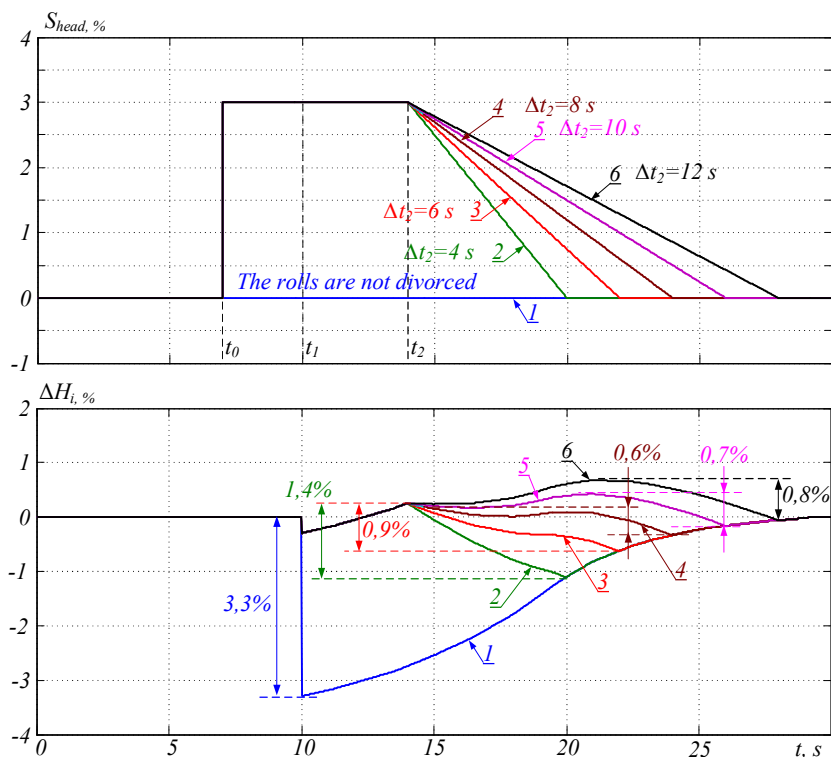 S_head, %
4
3
2
1
0
-1
4 Δt₂=8 s
5 Δt₂=10 s
6 Δt₂=12 s
Δt₂=6 s 3
Δt₂=4 s 2
The rolls are not divorced
1
t₀ t₁ t₂
ΔH_i, %
2
1
0
-1
-2
-3
-4
6
5
0,6%
0,7%
1,4%
0,8%
0,9%
3,3%
2
3
4
1
0 5 10 15 20 25 t, s